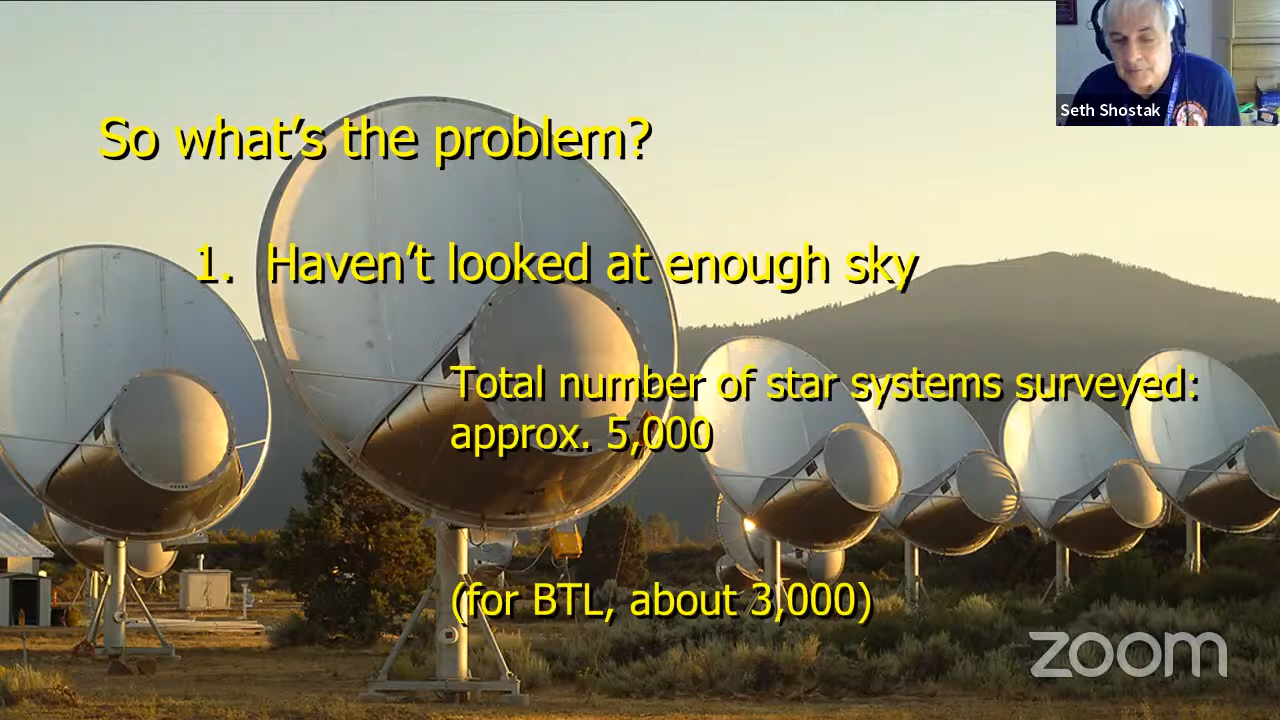 Seth Shostak
So what's the problem?
1. Haven't looked at enough sky
Total number of star systems surveyed:
approx. 5,000
(for BTL, about 3,000)
zoom